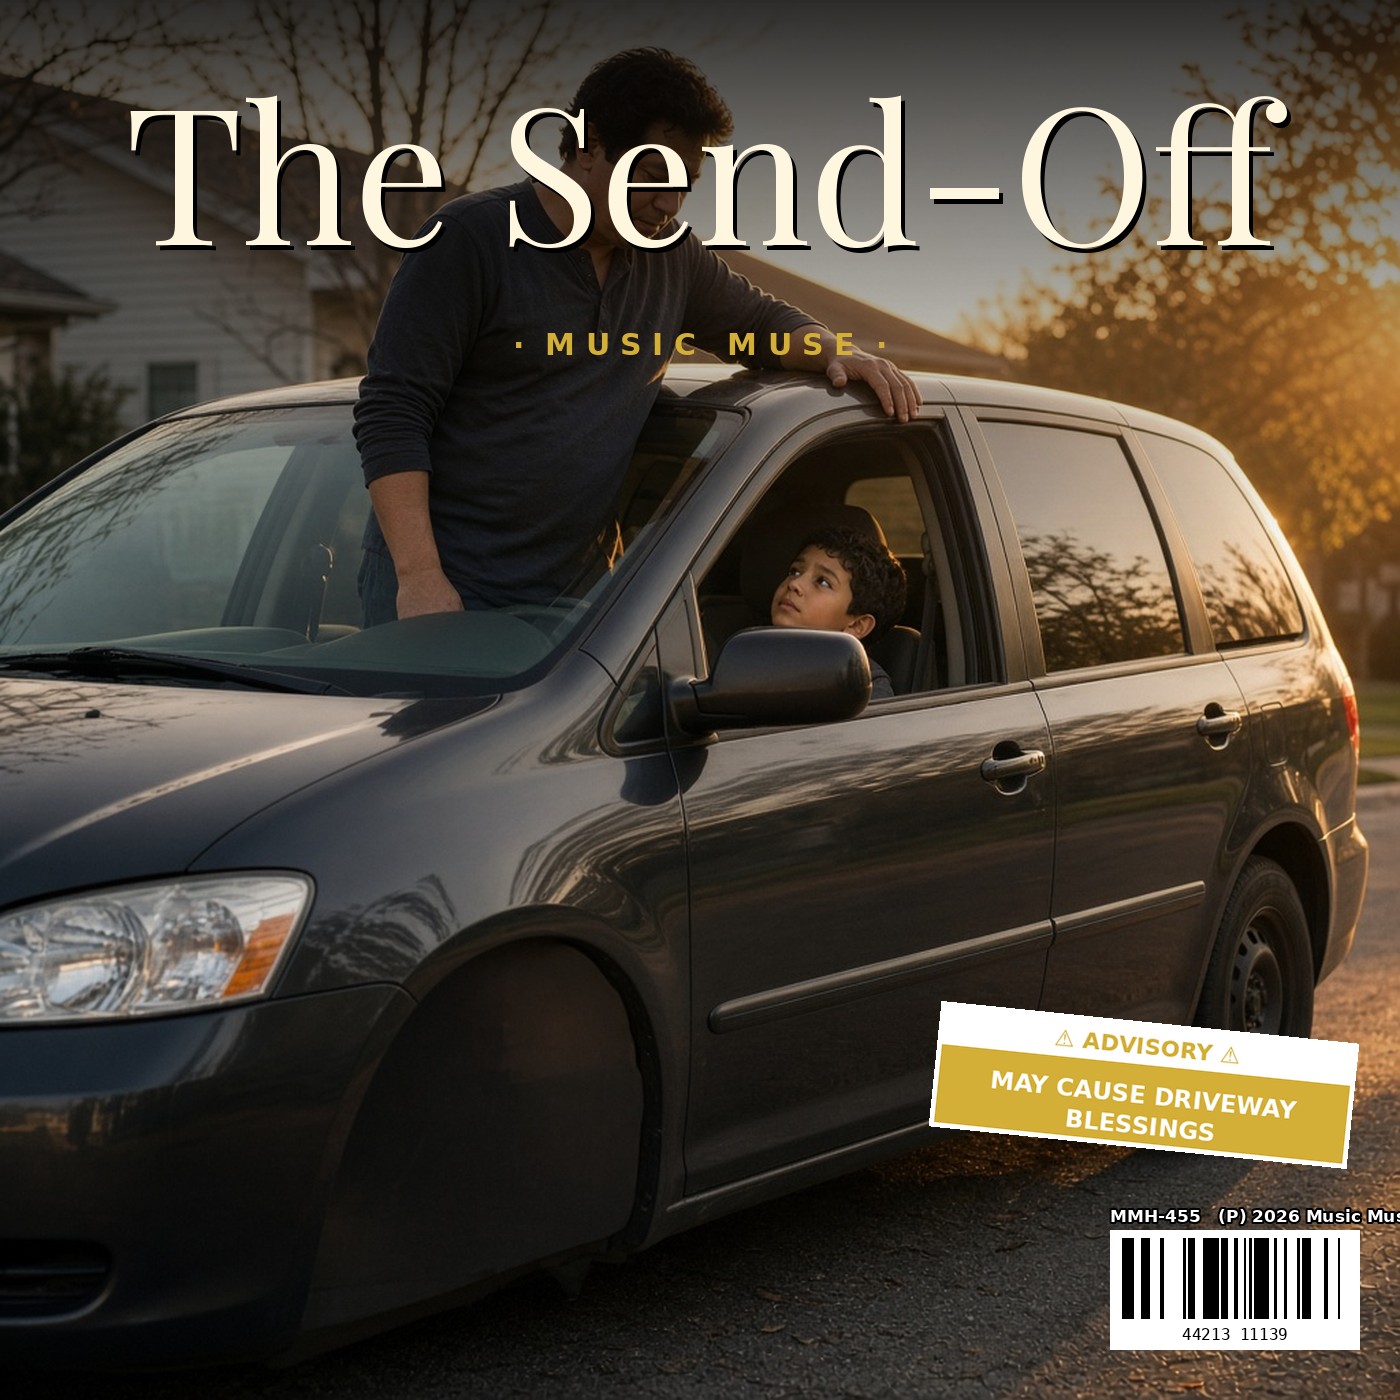 The Send-Off
· MUSIC MUSE ·
⚠ ADVISORY ⚠
MAY CAUSE DRIVEWAY
BLESSINGS
MMH-455 (P) 2026 Music Mus
44213 11139